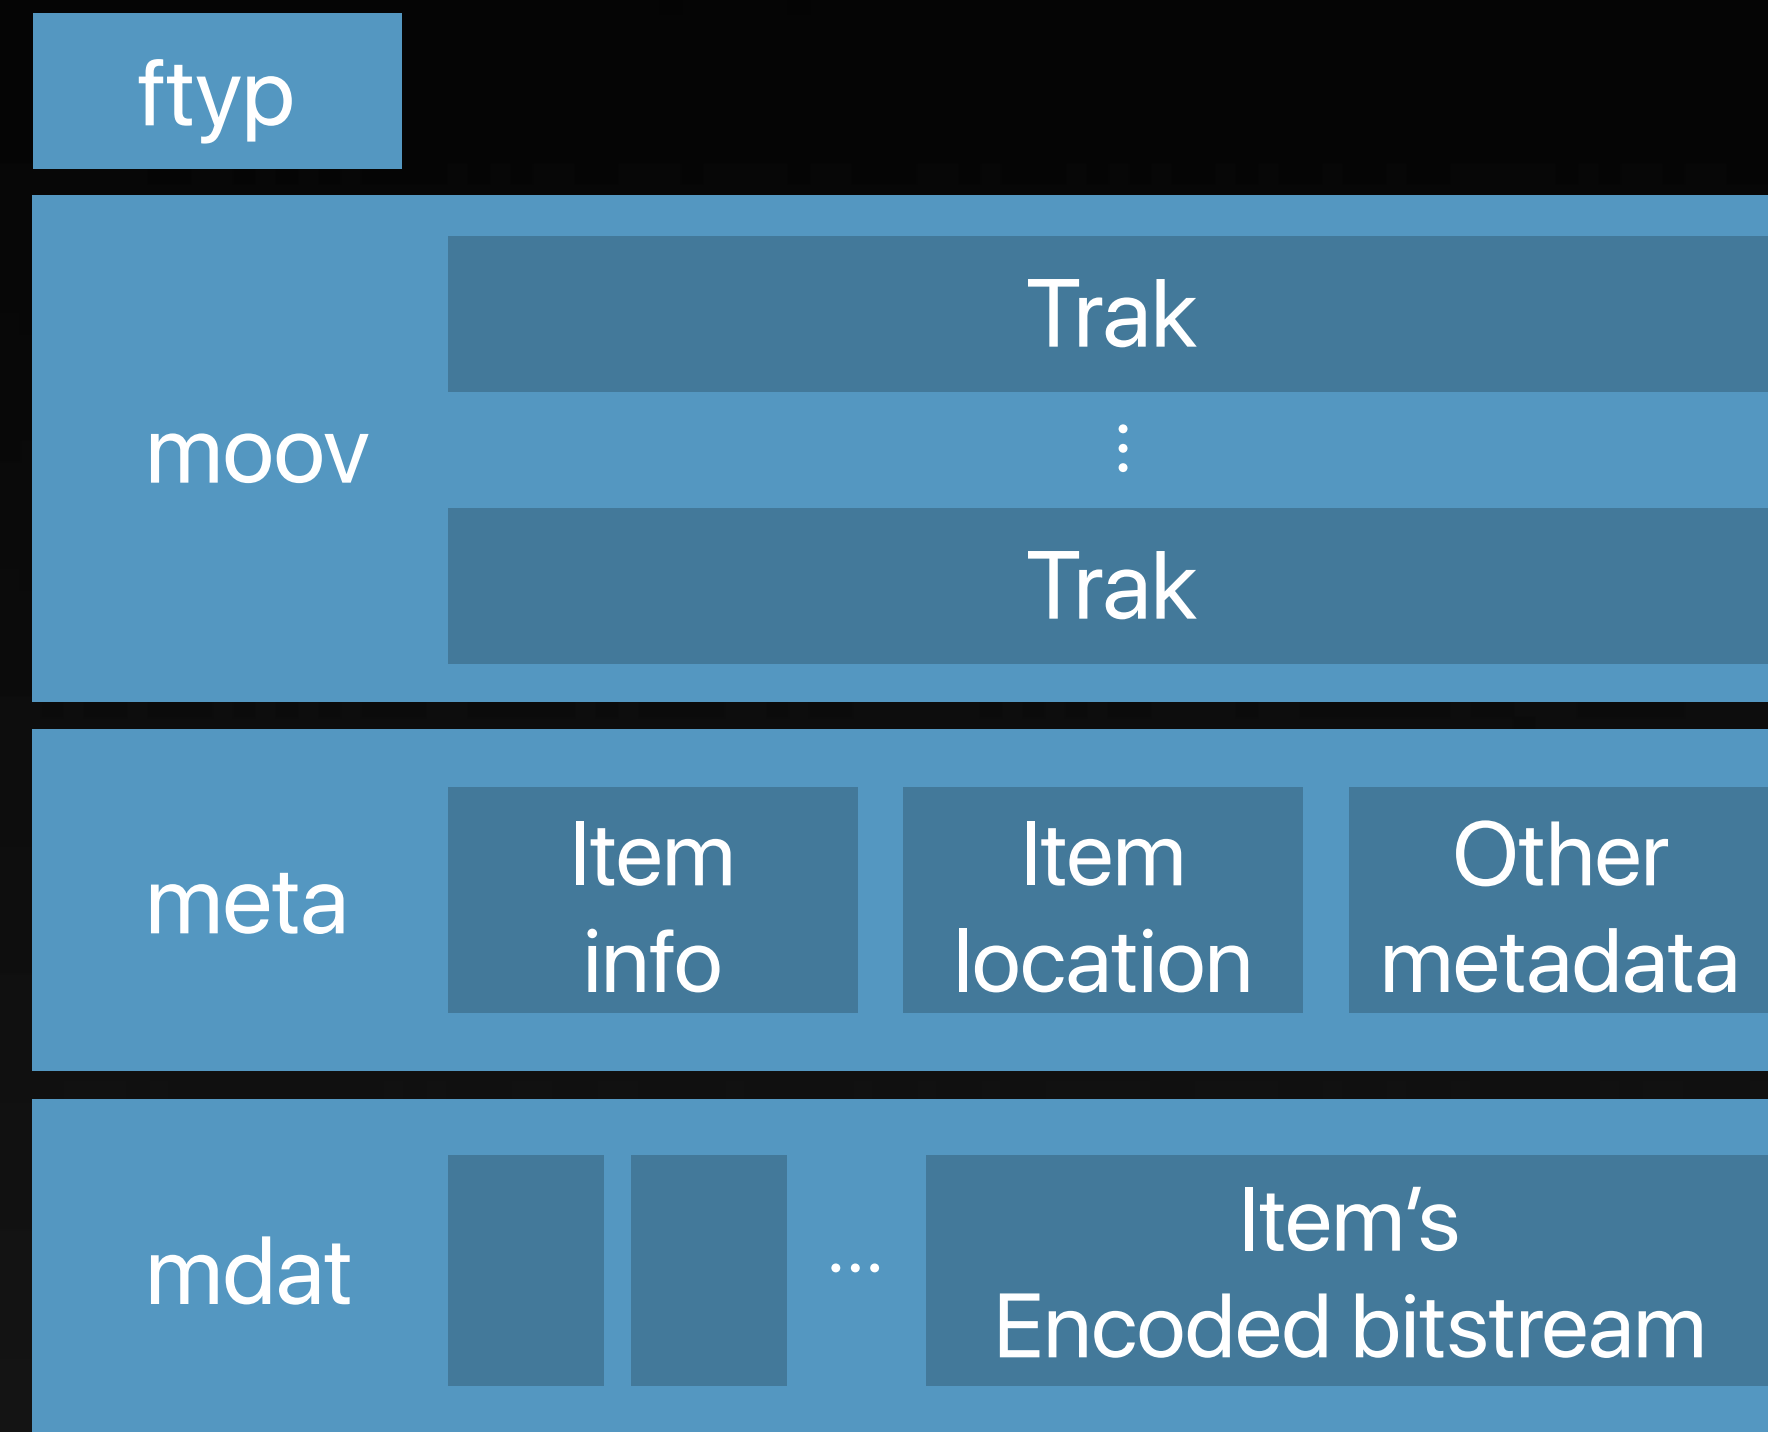 ftyp
moov
Trak
⋮
Trak
meta
Item
info
Item
location
Other
metadata
mdat
...
Item‘s
Encoded bitstream